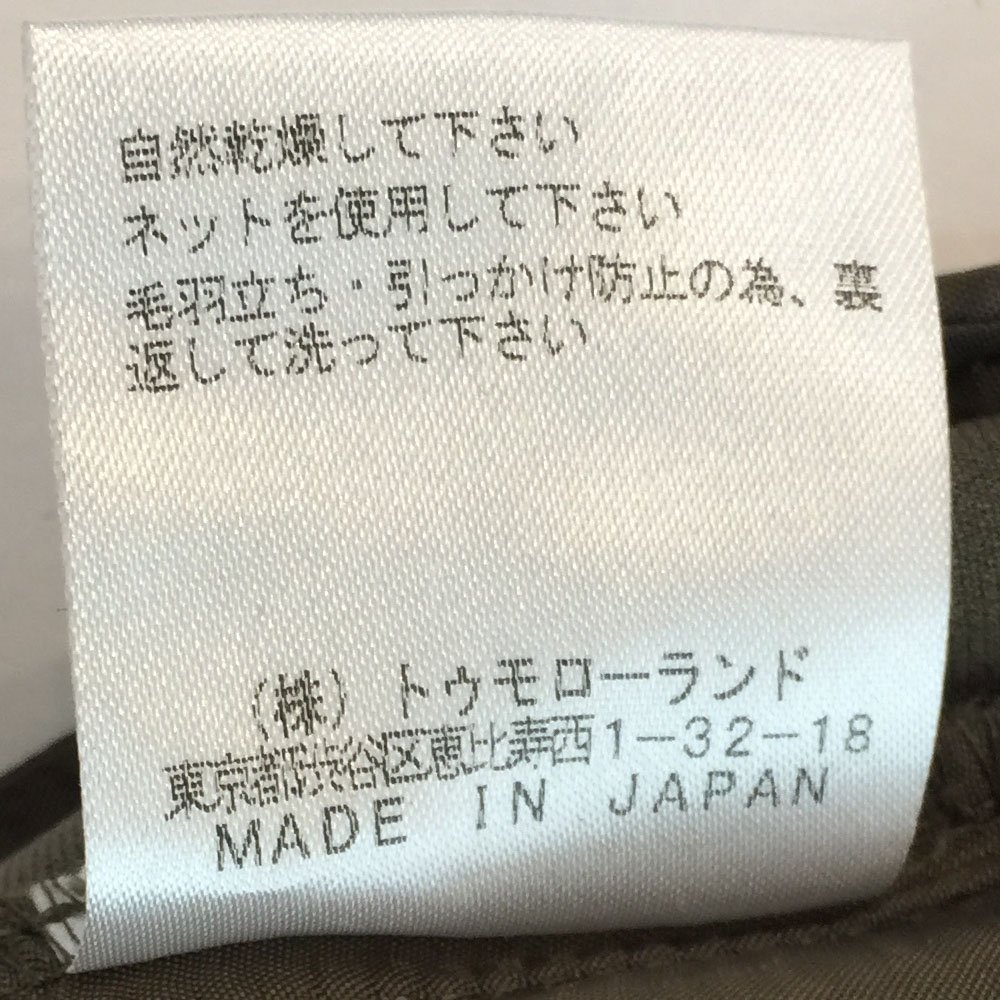 自然乾燥して下さい
ネットを使用して下さい
毛羽立ち・引っかけ防止の為、裏
返して洗って下さい
(株)トゥモローランド
東京都渋谷区恵比寿西1-32-18
MADE IN JAPAN